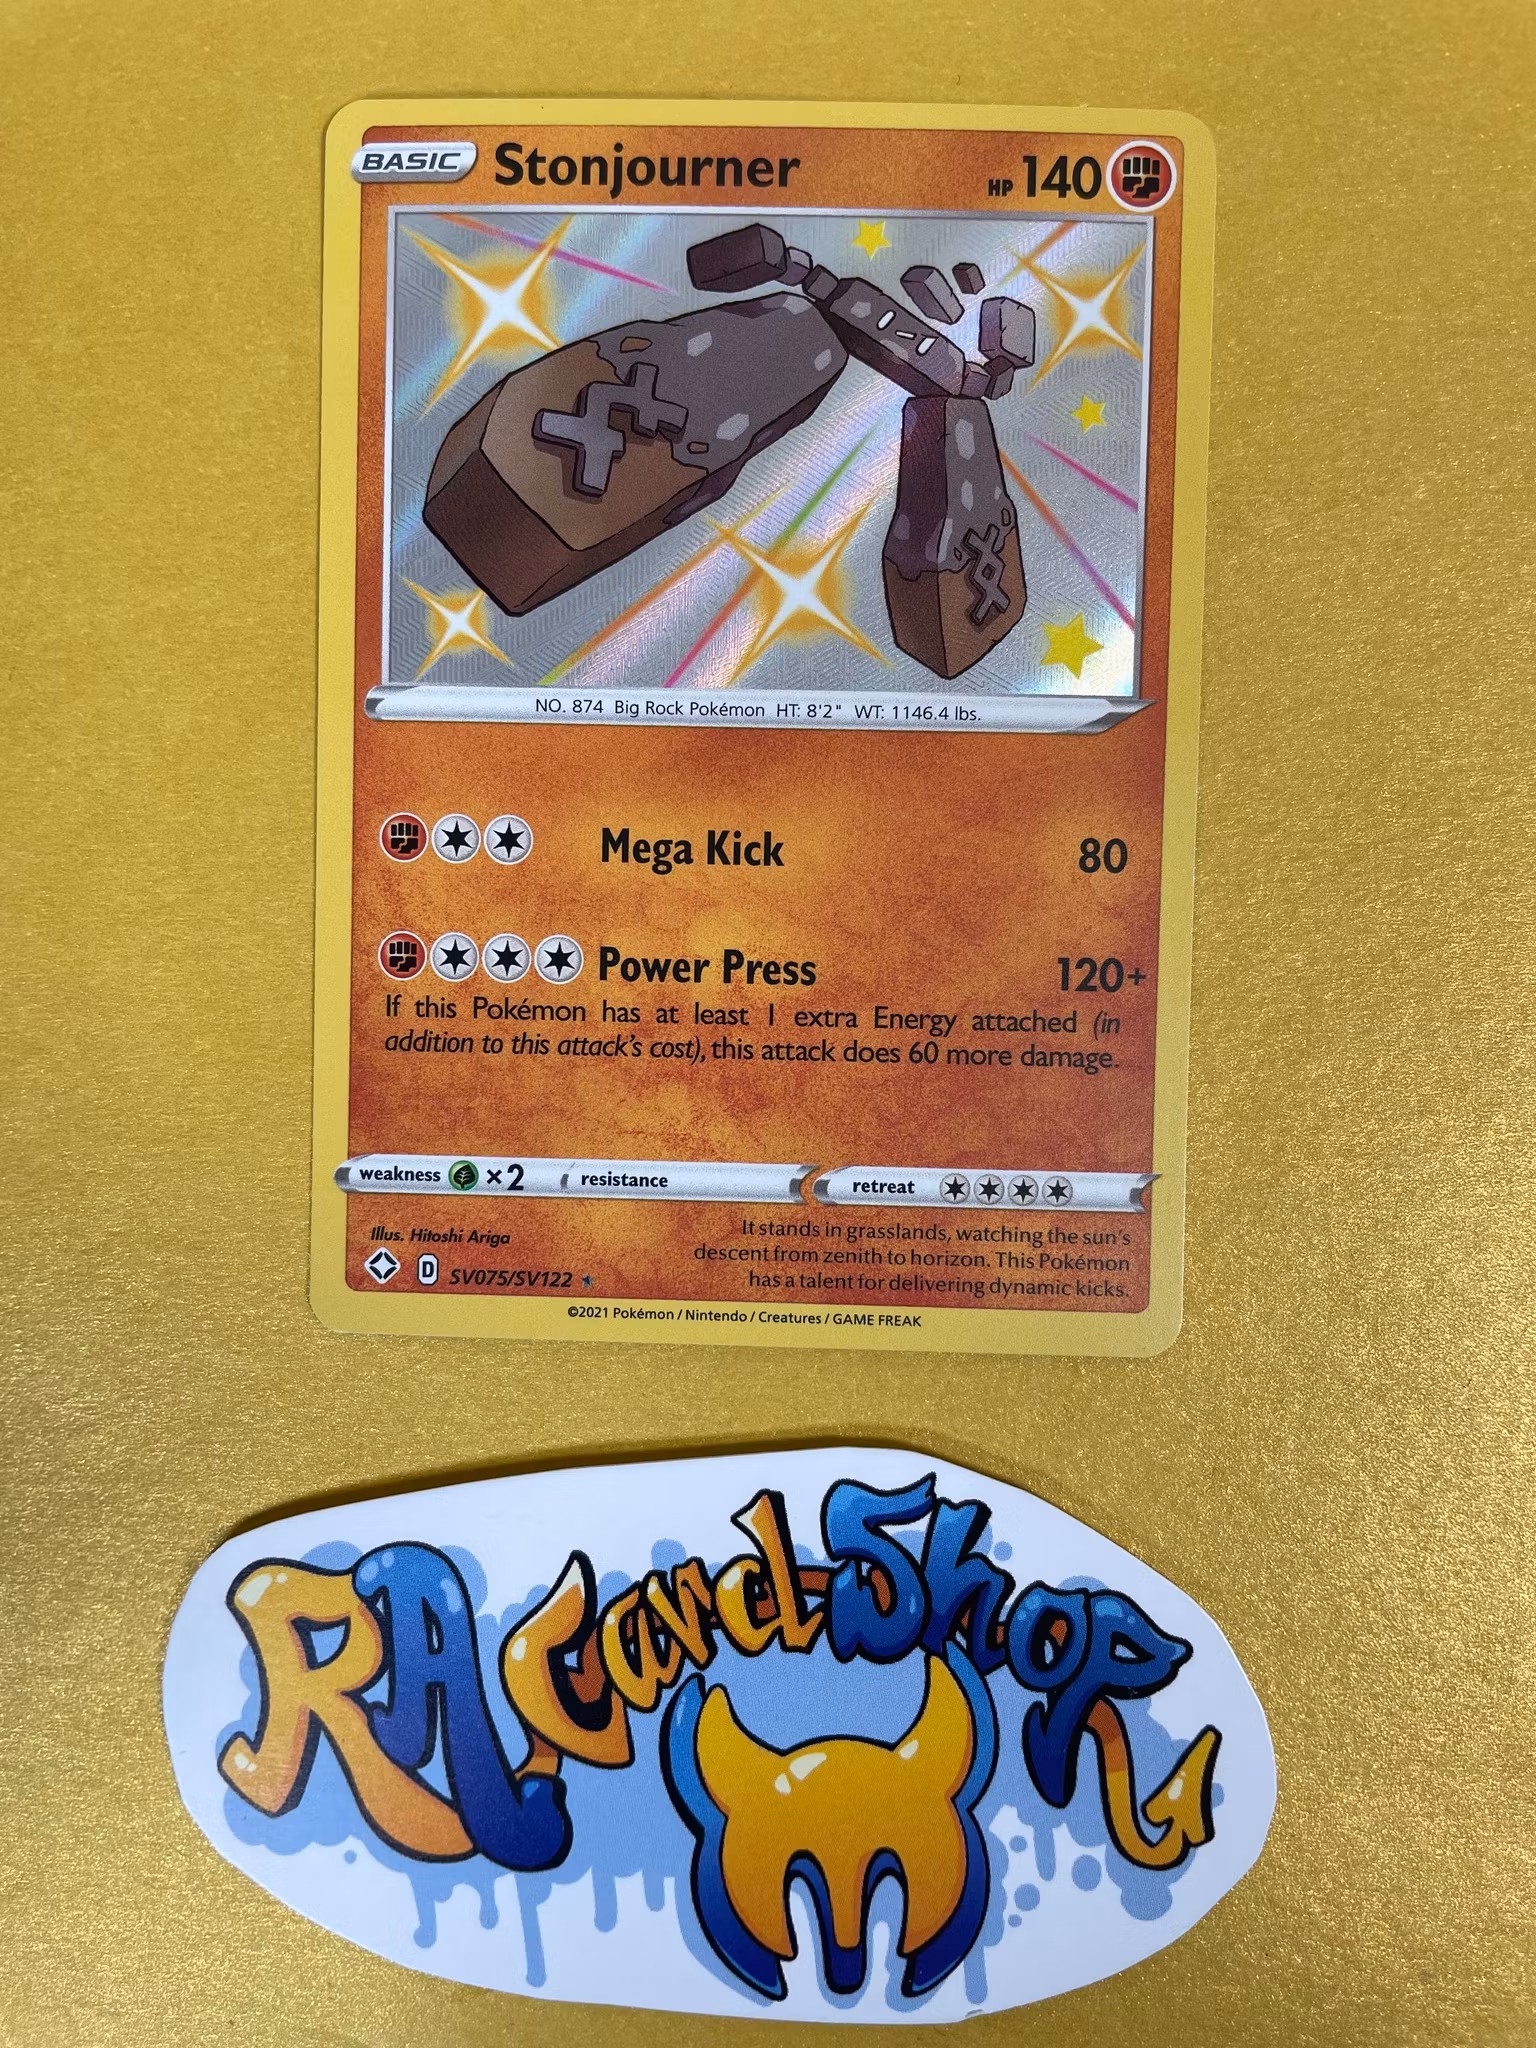 BASIC Stonjourner HP 140
NO. 874 Big Rock Pokémon HT: 8'2" WT: 1146.4 lbs.
Mega Kick 80
Power Press 120+
If this Pokémon has at least 1 extra Energy attached (in
addition to this attack's cost), this attack does 60 more damage.
weakness ×2 resistance retreat
Illus. Hitoshi Ariga
It stands in grasslands, watching the sun's
descent from zenith to horizon. This Pokémon
has a talent for delivering dynamic kicks.
D SV075/SV122
©2021 Pokémon / Nintendo / Creatures / GAME FREAK
RA Card Shop